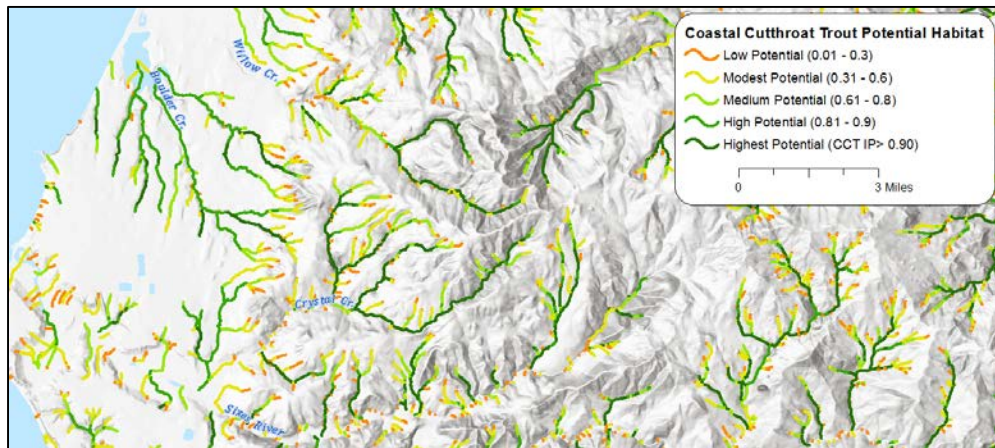 Coastal Cutthroat Trout Potential Habitat
Low Potential (0.01 - 0.3)
Modest Potential (0.31 - 0.6)
Medium Potential (0.61 - 0.8)
High Potential (0.81 - 0.9)
Highest Potential (CCT IP> 0.90)
0 3 Miles
Willow Cr.
Boulder Cr.
Crystal Cr.
Sixes River